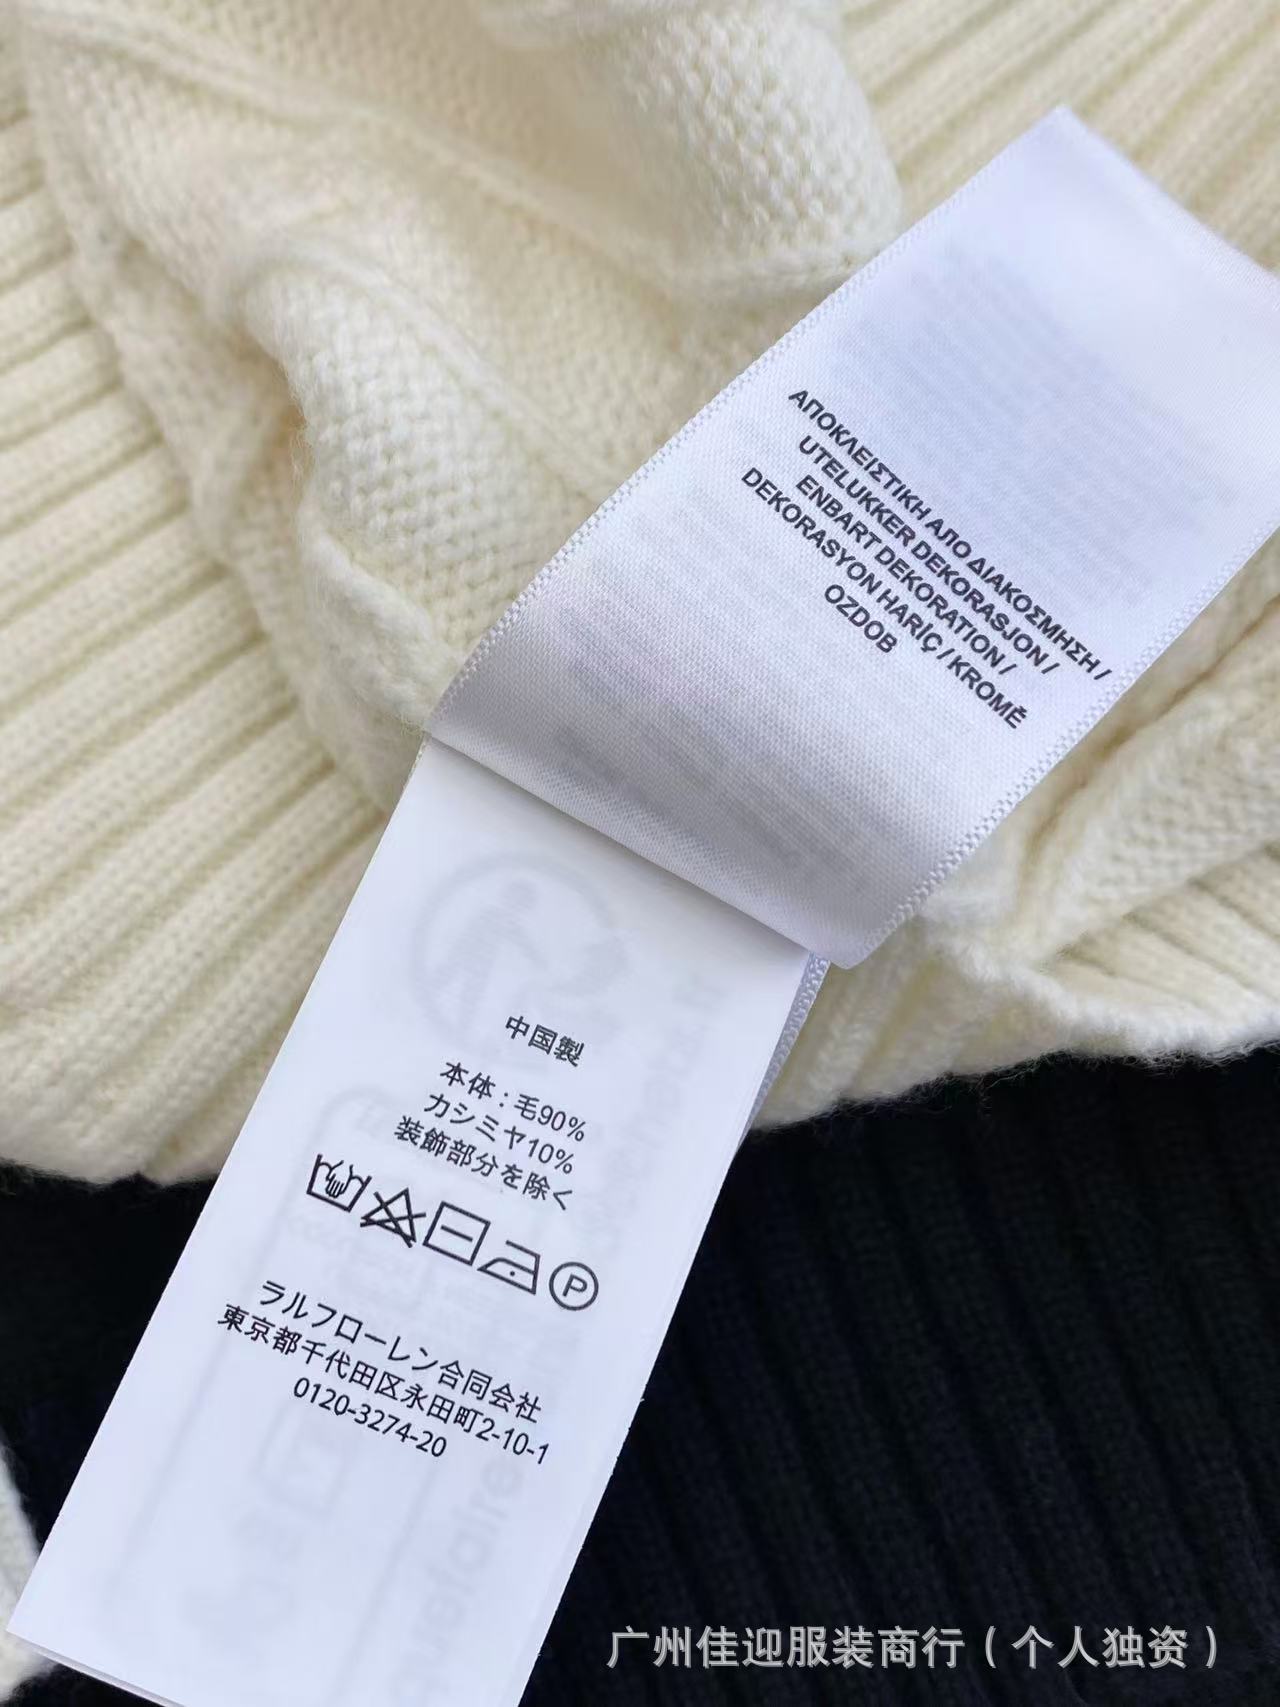 ΑΠΟΚΛΕΙΣΤΙΚΗ ΑΠΟ ΔΙΑΚΟΣΜΗΣΗ /
UTELUKKER DEKORASJON /
ENBART DEKORATION /
DEKORASYON HARİÇ / KROMĚ
OZDOB
中国製
本体：毛90%
カシミヤ10%
装飾部分を除く
P
ラルフローレン合同会社
東京都千代田区永田町2-10-1
0120-3274-20
广州佳迎服装商行（个人独资）